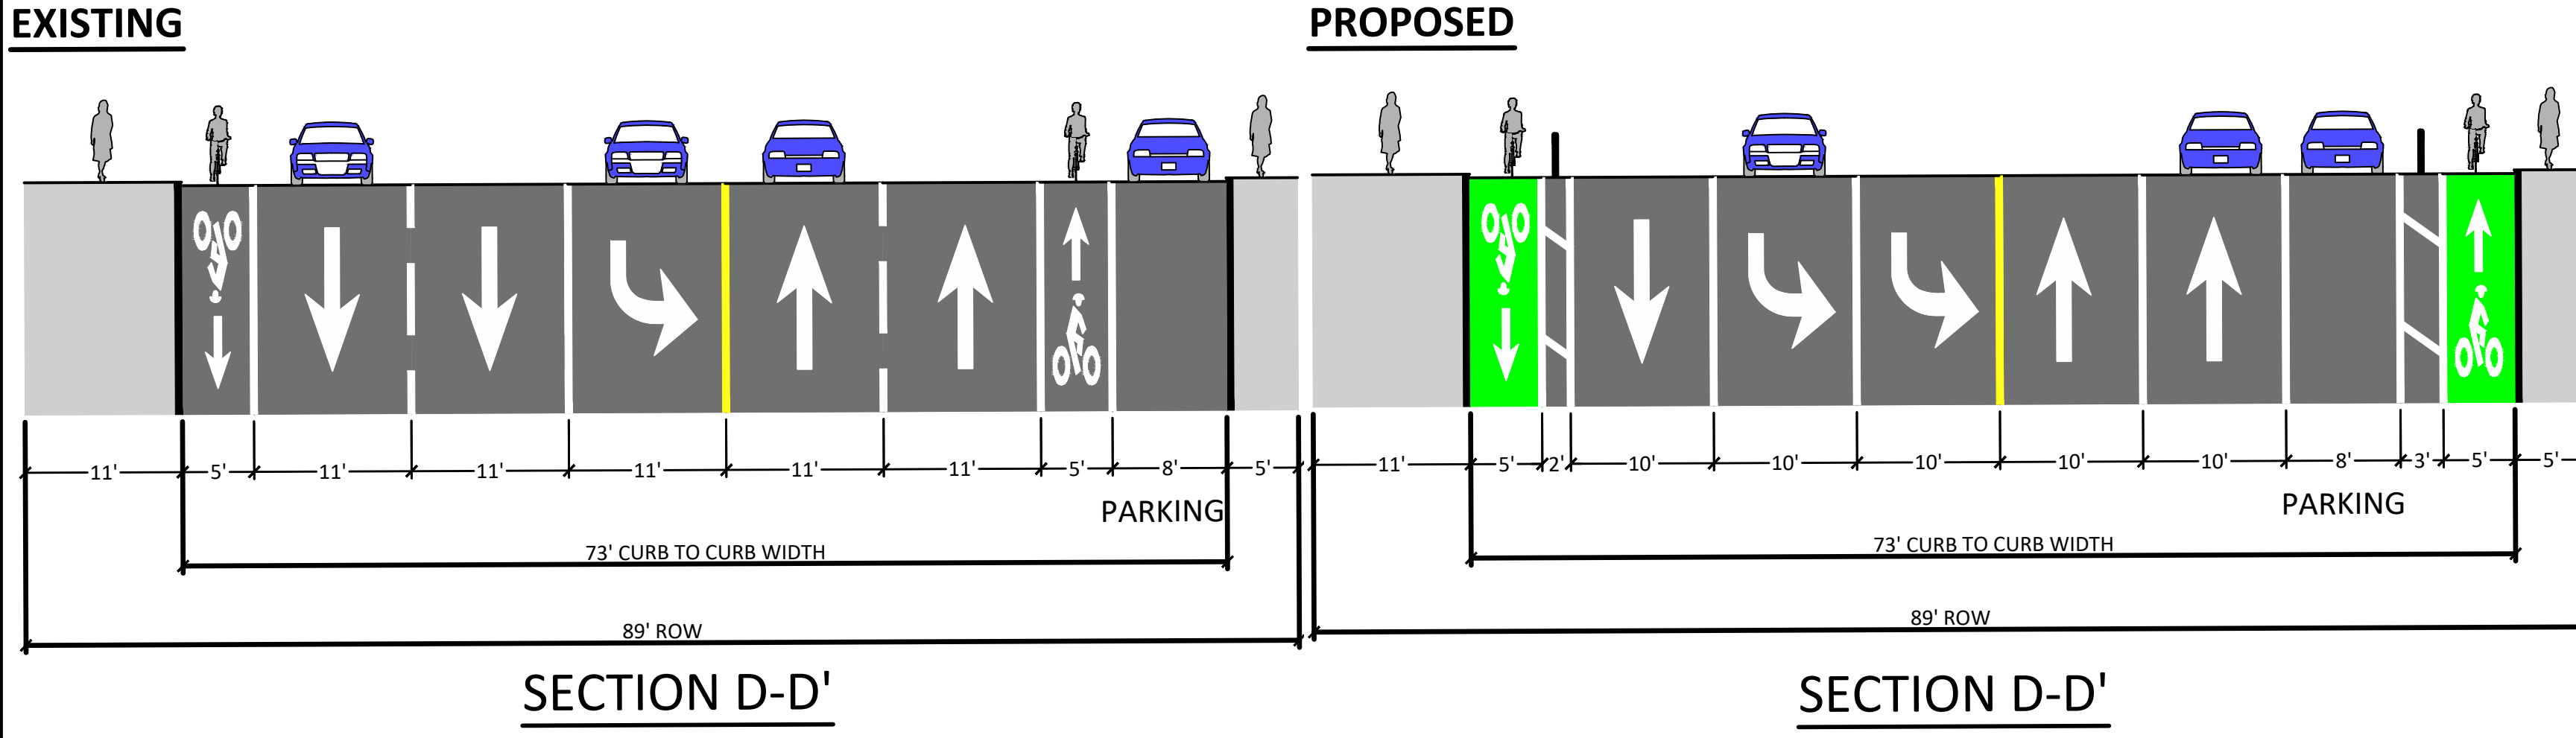 EXISTING
PROPOSED
11' 5' 11' 11' 11' 11' 11' 5' 8' 5'
11' 5' 2' 10' 10' 10' 10' 10' 8' 3' 5' 5'
PARKING
PARKING
73' CURB TO CURB WIDTH
73' CURB TO CURB WIDTH
89' ROW
89' ROW
SECTION D-D'
SECTION D-D'